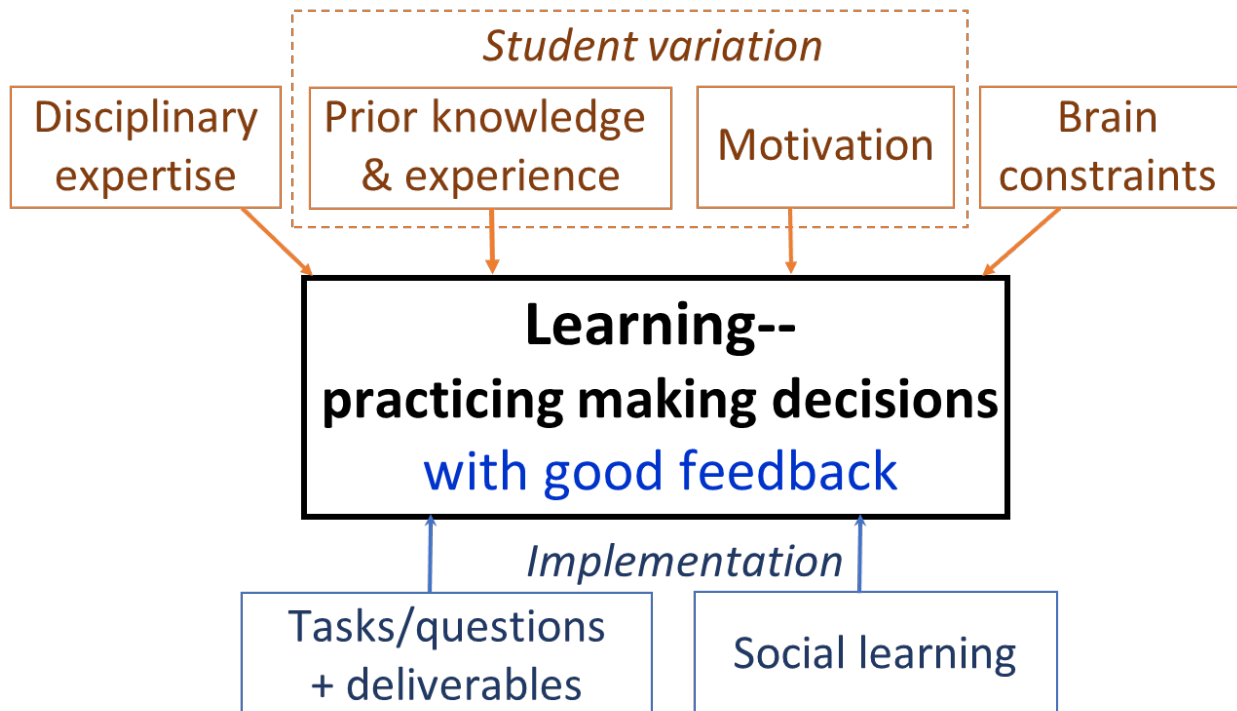 Student variation
Disciplinary
expertise
Prior knowledge
& experience
Motivation
Brain
constraints
Learning--
practicing making decisions
with good feedback
Implementation
Tasks/questions
+ deliverables
Social learning